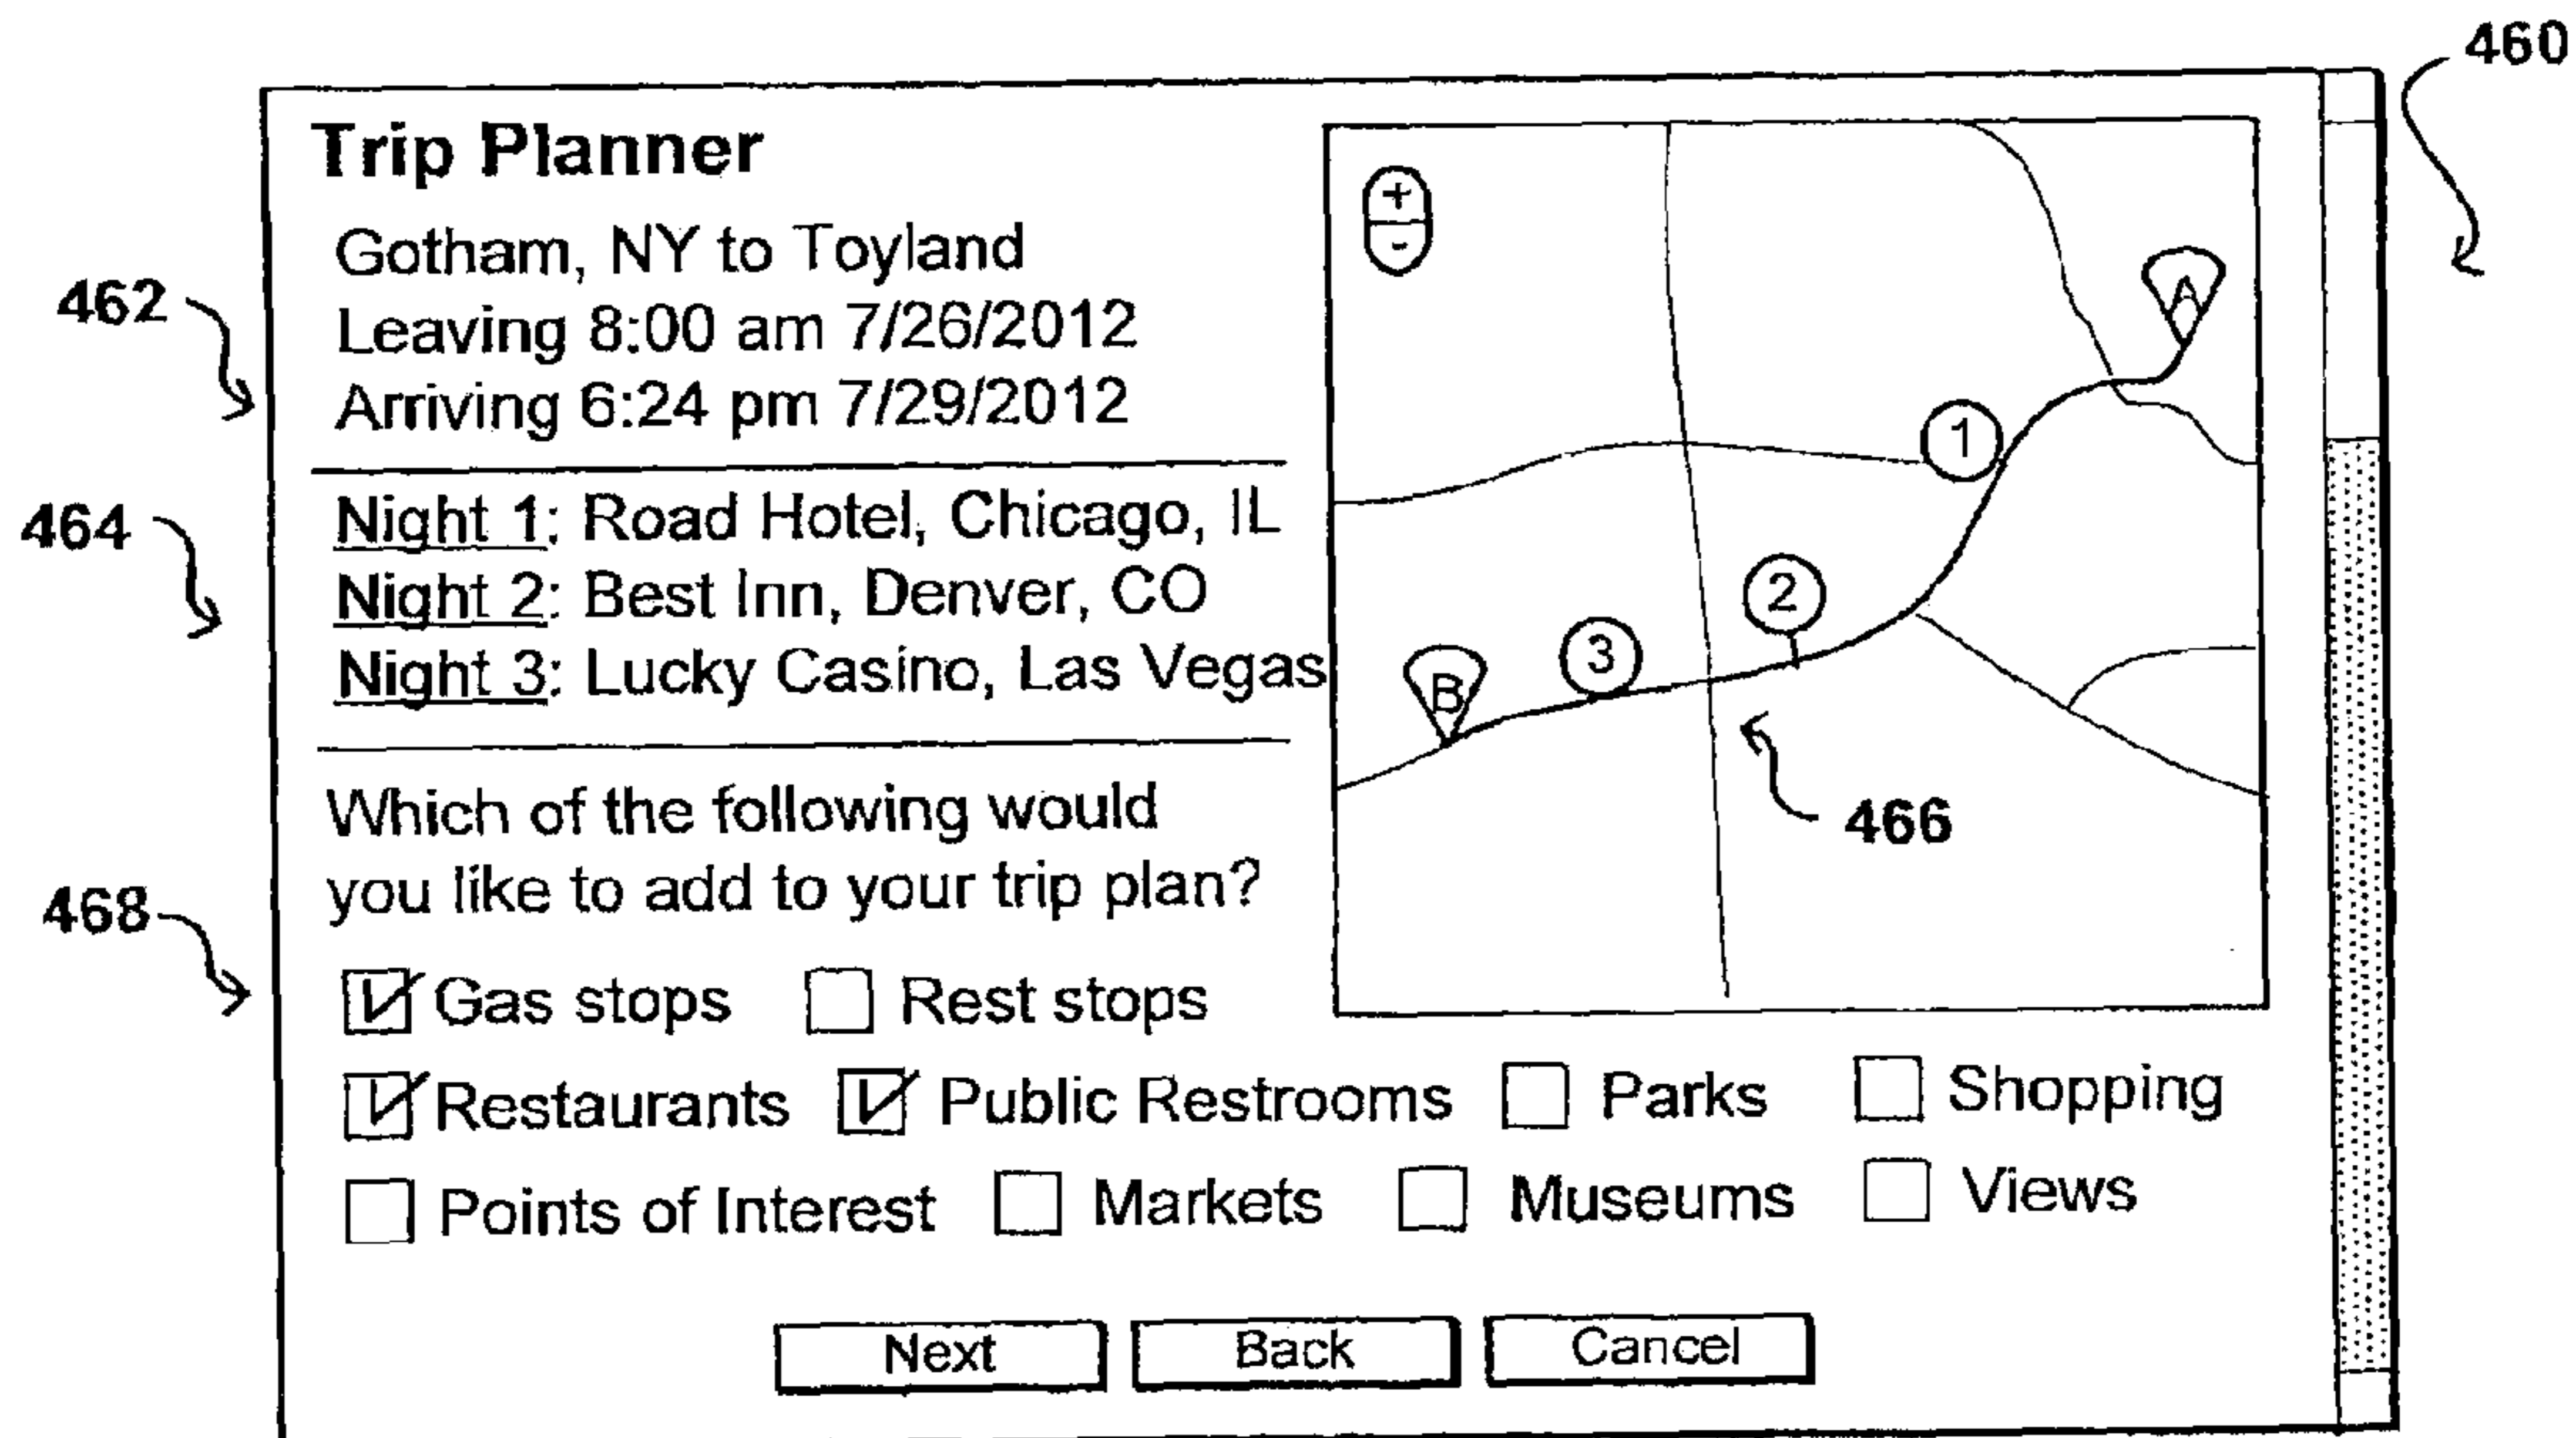 460
Trip Planner
Gotham, NY to Toyland
462
Leaving 8:00 am 7/26/2012
Arriving 6:24 pm 7/29/2012
464
Night 1: Road Hotel, Chicago, IL
Night 2: Best Inn, Denver, CO
Night 3: Lucky Casino, Las Vegas
+
-
A
1
2
3
B
466
Which of the following would
you like to add to your trip plan?
468
Gas stops Rest stops
Restaurants Public Restrooms Parks Shopping
Points of Interest Markets Museums Views
Next Back Cancel